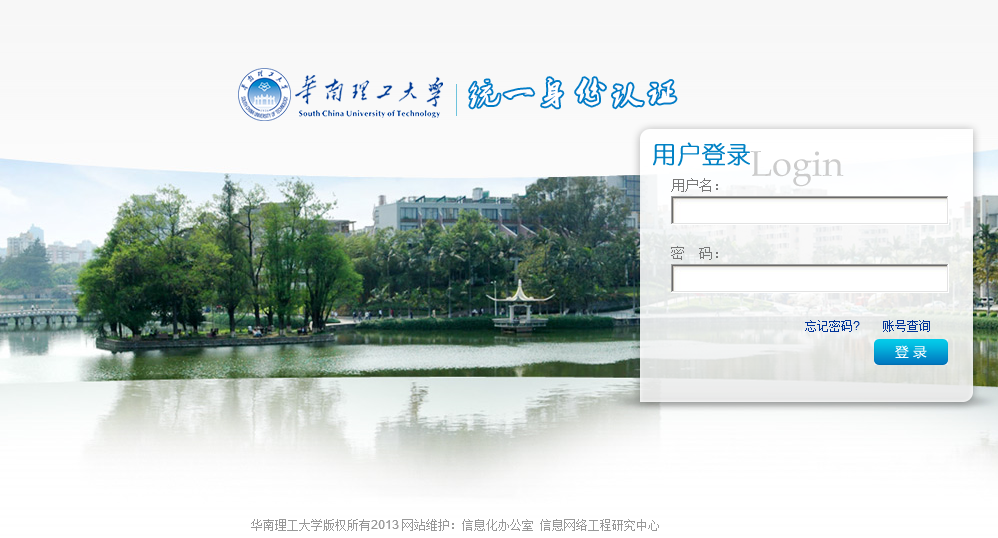 华南理工大学 统一身份认证
South China University of Technology
用户登录 Login
用户名：
密 码：
忘记密码? 账号查询
登 录
华南理工大学版权所有2013 网站维护：信息化办公室 信息网络工程研究中心